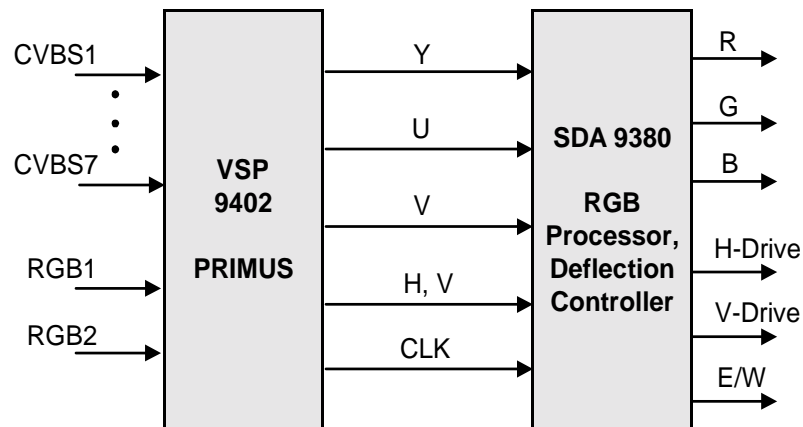 CVBS1
CVBS7
RGB1
RGB2
VSP
9402
PRIMUS
Y
U
V
H, V
CLK
SDA 9380
RGB
Processor,
Deflection
Controller
R
G
B
H-Drive
V-Drive
E/W